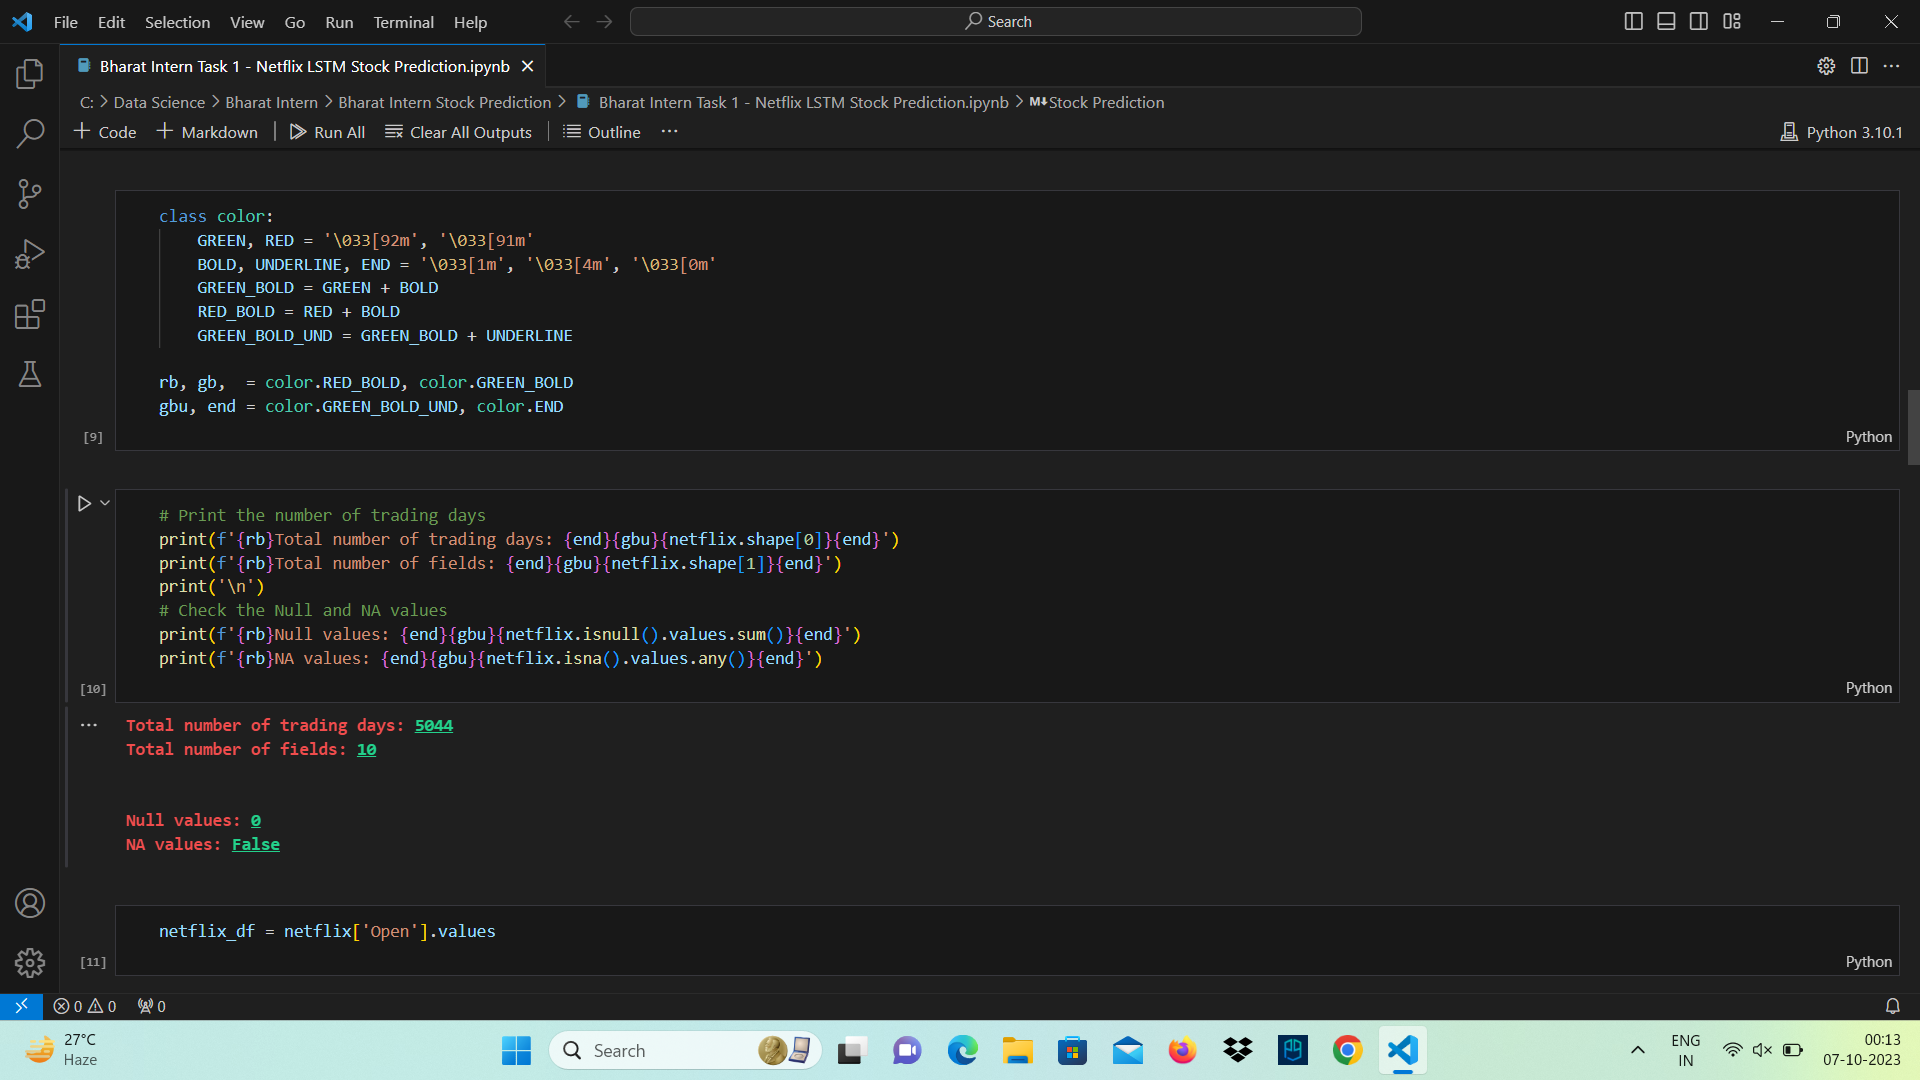 File Edit Selection View Go Run Terminal Help Search
Bharat Intern Task 1 - Netflix LSTM Stock Prediction.ipynb
C: > Data Science > Bharat Intern > Bharat Intern Stock Prediction > Bharat Intern Task 1 - Netflix LSTM Stock Prediction.ipynb > M↓Stock Prediction
+ Code + Markdown | Run All Clear All Outputs | Outline ··· Python 3.10.1
class color:
    GREEN, RED = '\033[92m', '\033[91m'
    BOLD, UNDERLINE, END = '\033[1m', '\033[4m', '\033[0m'
    GREEN_BOLD = GREEN + BOLD
    RED_BOLD = RED + BOLD
    GREEN_BOLD_UND = GREEN_BOLD + UNDERLINE
rb, gb,  = color.RED_BOLD, color.GREEN_BOLD
gbu, end = color.GREEN_BOLD_UND, color.END
[9] Python
# Print the number of trading days
print(f'{rb}Total number of trading days: {end}{gbu}{netflix.shape[0]}{end}')
print(f'{rb}Total number of fields: {end}{gbu}{netflix.shape[1]}{end}')
print('\n')
# Check the Null and NA values
print(f'{rb}Null values: {end}{gbu}{netflix.isnull().values.sum()}{end}')
print(f'{rb}NA values: {end}{gbu}{netflix.isna().values.any()}{end}')
[10] Python
··· Total number of trading days: 5044
Total number of fields: 10
Null values: 0
NA values: False
netflix_df = netflix['Open'].values
[11] Python
0 0 0
27°C
Haze
Search
ENG
IN
00:13
07-10-2023